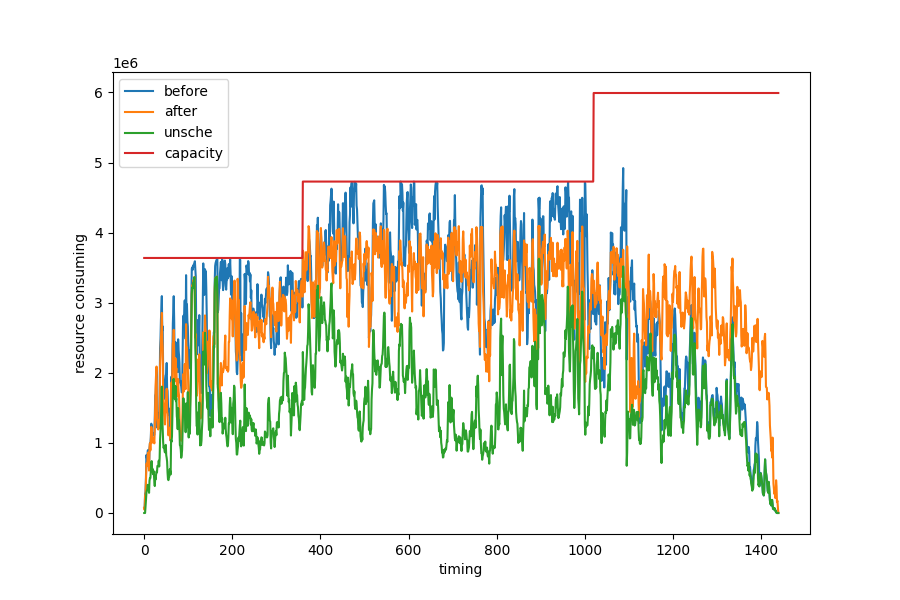 1e6
before
after
unsche
capacity
6
5
4
3
2
1
0
resource consuming
0 200 400 600 800 1000 1200 1400
timing